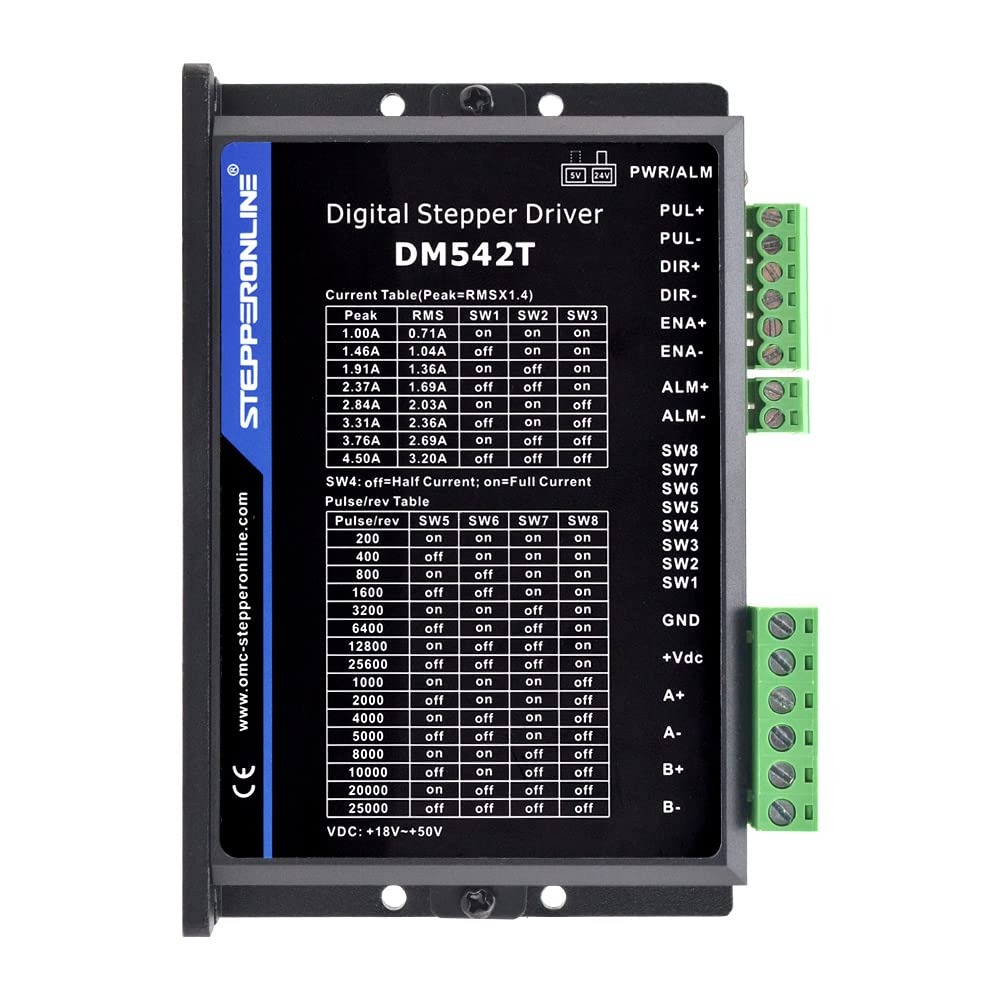 STEPPERONLINE®
www.omc-stepperonline.com
CE
5V 24V PWR/ALM
Digital Stepper Driver
DM542T
Current Table(Peak=RMSX1.4)
Peak RMS SW1 SW2 SW3
1.00A 0.71A on on on
1.46A 1.04A off on on
1.91A 1.36A on off on
2.37A 1.69A off off on
2.84A 2.03A on on off
3.31A 2.36A off on off
3.76A 2.69A on off off
4.50A 3.20A off off off
SW4: off=Half Current; on=Full Current
Pulse/rev Table
Pulse/rev SW5 SW6 SW7 SW8
200 on on on on
400 off on on on
800 on off on on
1600 off off on on
3200 on on off on
6400 off on off on
12800 on off off on
25600 off off off on
1000 on on on off
2000 off on on off
4000 on off on off
5000 off off on off
8000 on on off off
10000 off on off off
20000 on off off off
25000 off off off off
VDC: +18V~+50V
PUL+
PUL-
DIR+
DIR-
ENA+
ENA-
ALM+
ALM-
SW8
SW7
SW6
SW5
SW4
SW3
SW2
SW1
GND
+Vdc
A+
A-
B+
B-